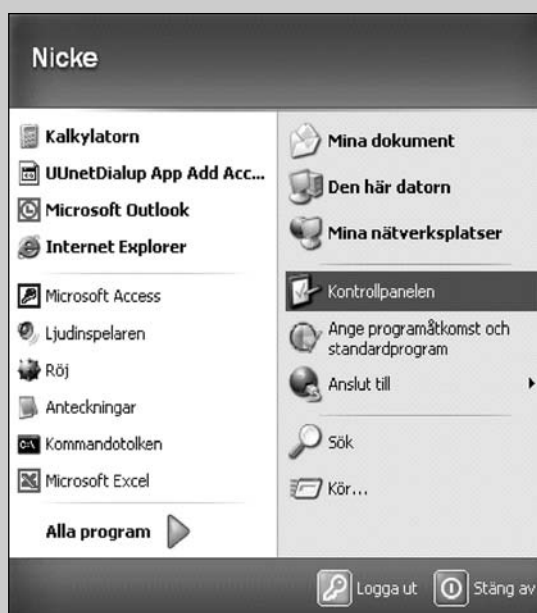 Nicke
Kalkylatorn
UUnetDialup App Add Acc...
Microsoft Outlook
Internet Explorer
Microsoft Access
Ljudinspelaren
Röj
Anteckningar
Kommandotolken
Microsoft Excel
Alla program
Mina dokument
Den här datorn
Mina nätverksplatser
Kontrollpanelen
Ange programåtkomst och
standardprogram
Anslut till
Sök
Kör...
Logga ut
Stäng av